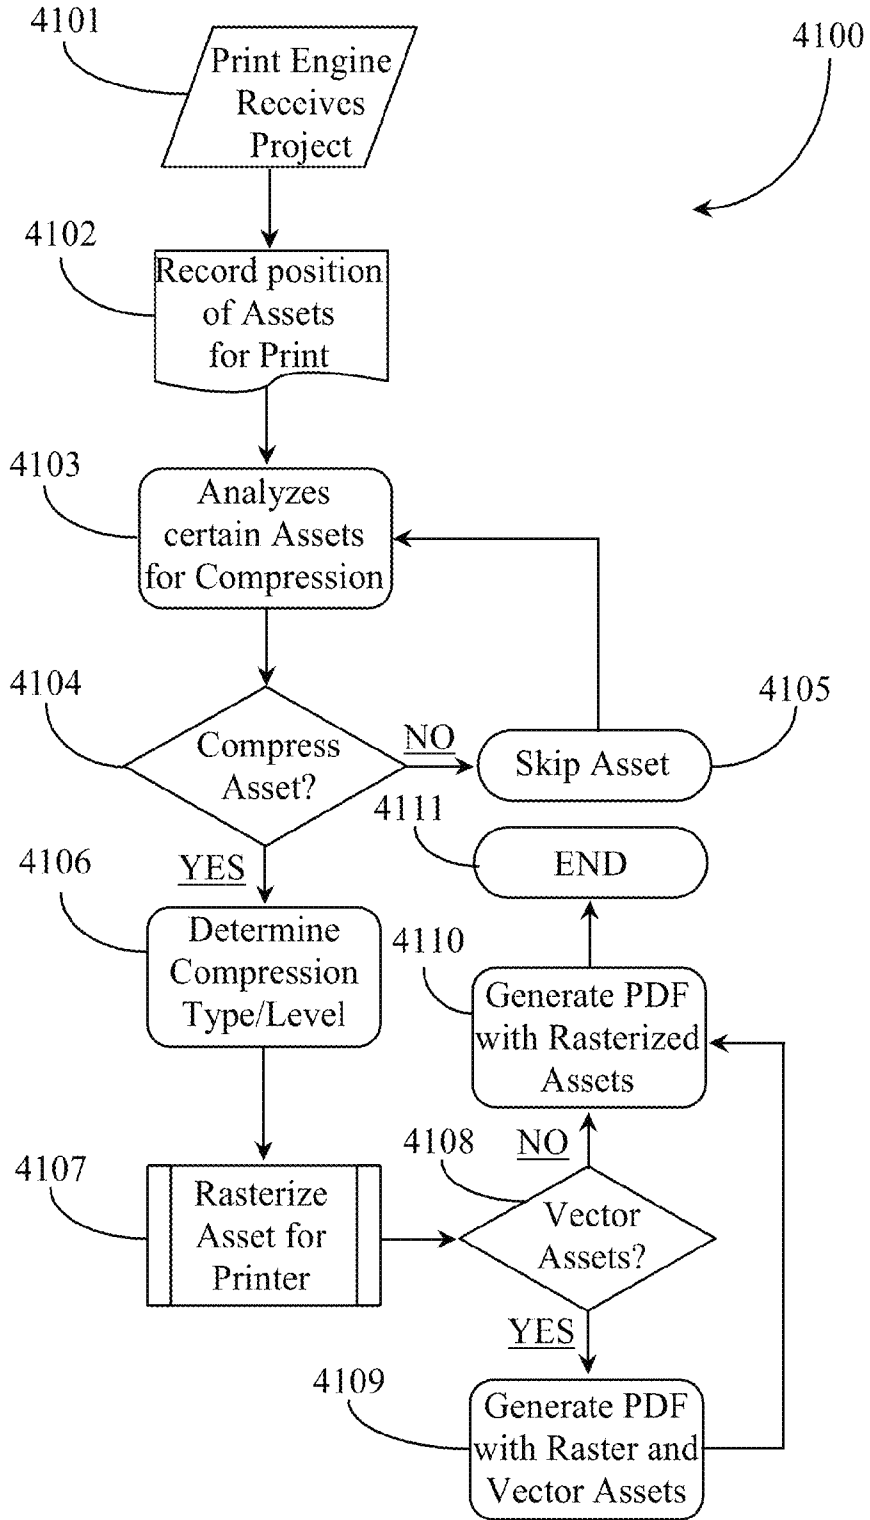 4101
4100
Print Engine
Receives
Project
4102
Record position
of Assets
for Print
4103
Analyzes
certain Assets
for Compression
4104
Compress
Asset?
NO
4105
Skip Asset
4111
END
YES
4106
Determine
Compression
Type/Level
4110
Generate PDF
with Rasterized
Assets
4107
Rasterize
Asset for
Printer
4108
NO
Vector
Assets?
YES
4109
Generate PDF
with Raster and
Vector Assets